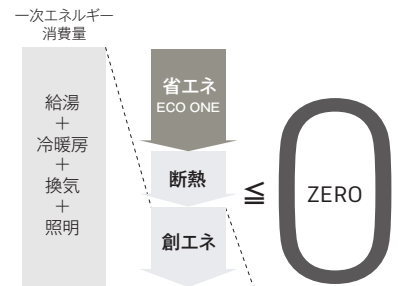 一次エネルギー
消費量
給湯
+
冷暖房
+
換気
+
照明
省エネ
ECO ONE
断熱
創エネ
≦
ZERO